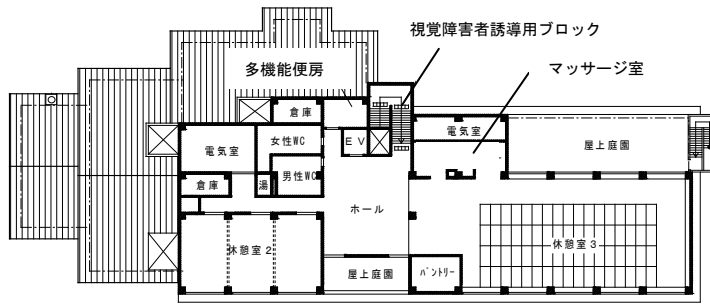 視覚障害者誘導用ブロック
多機能便房
マッサージ室
倉庫
電気室
女性WC
EV
電気室
屋上庭園
倉庫
湯
男性WC
ホール
休憩室2
休憩室3
屋上庭園
パントリー